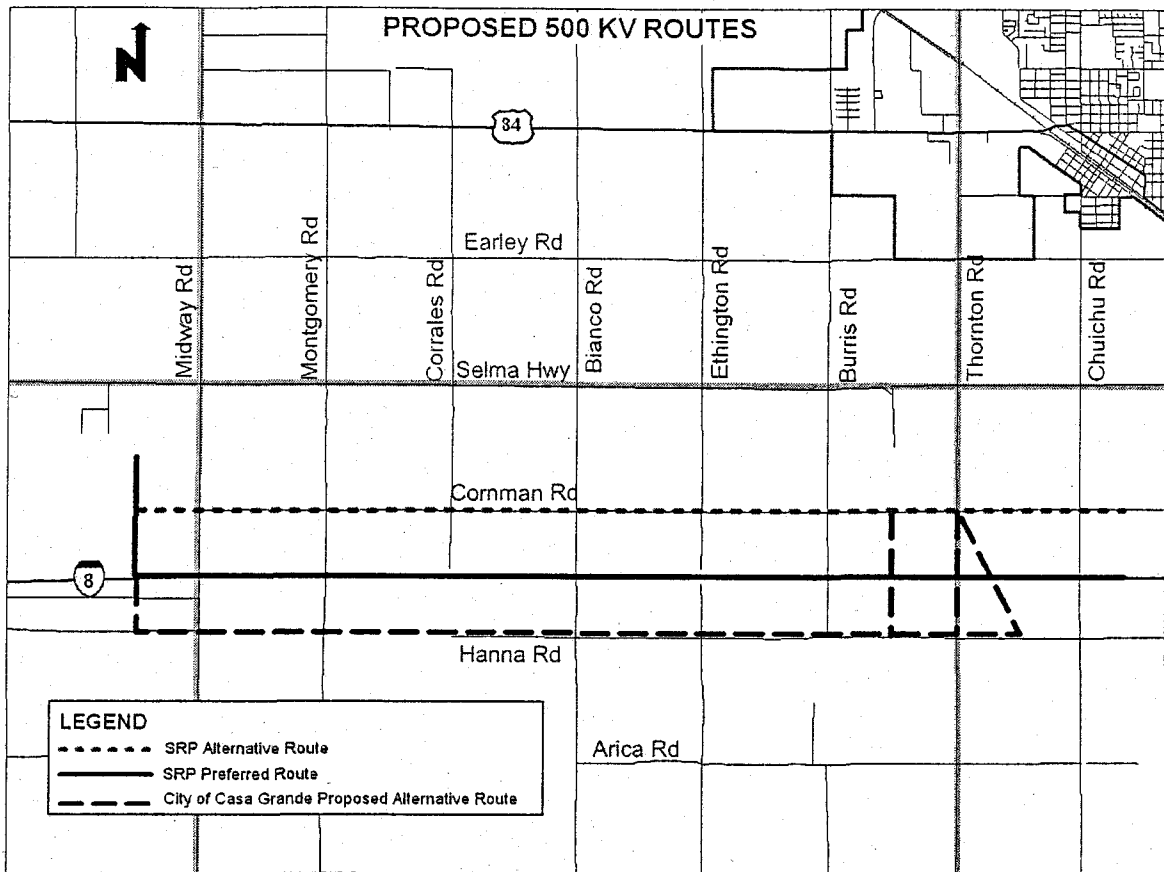 PROPOSED 500 KV ROUTES
N
84
Earley Rd
Midway Rd
Montgomery Rd
Corrales Rd
Bianco Rd
Ethington Rd
Burris Rd
Thornton Rd
Chuichu Rd
Selma Hwy
Cornman Rd
8
Hanna Rd
LEGEND
SRP Alternative Route
SRP Preferred Route
City of Casa Grande Proposed Alternative Route
Arica Rd